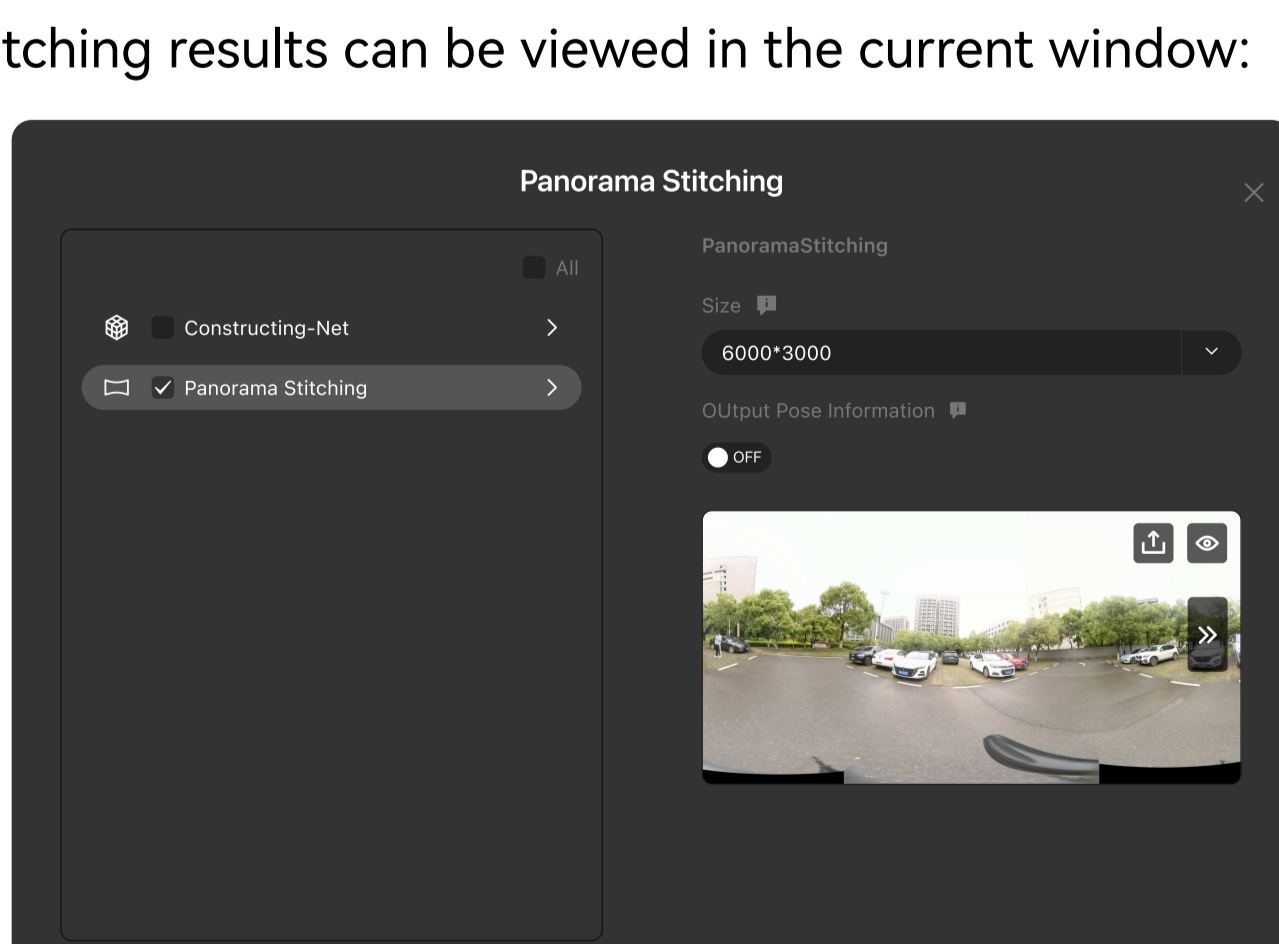 tching results can be viewed in the current window:
Panorama Stitching
All
Constructing-Net
Panorama Stitching
PanoramaStitching
Size
6000*3000
OUtput Pose Information
OFF